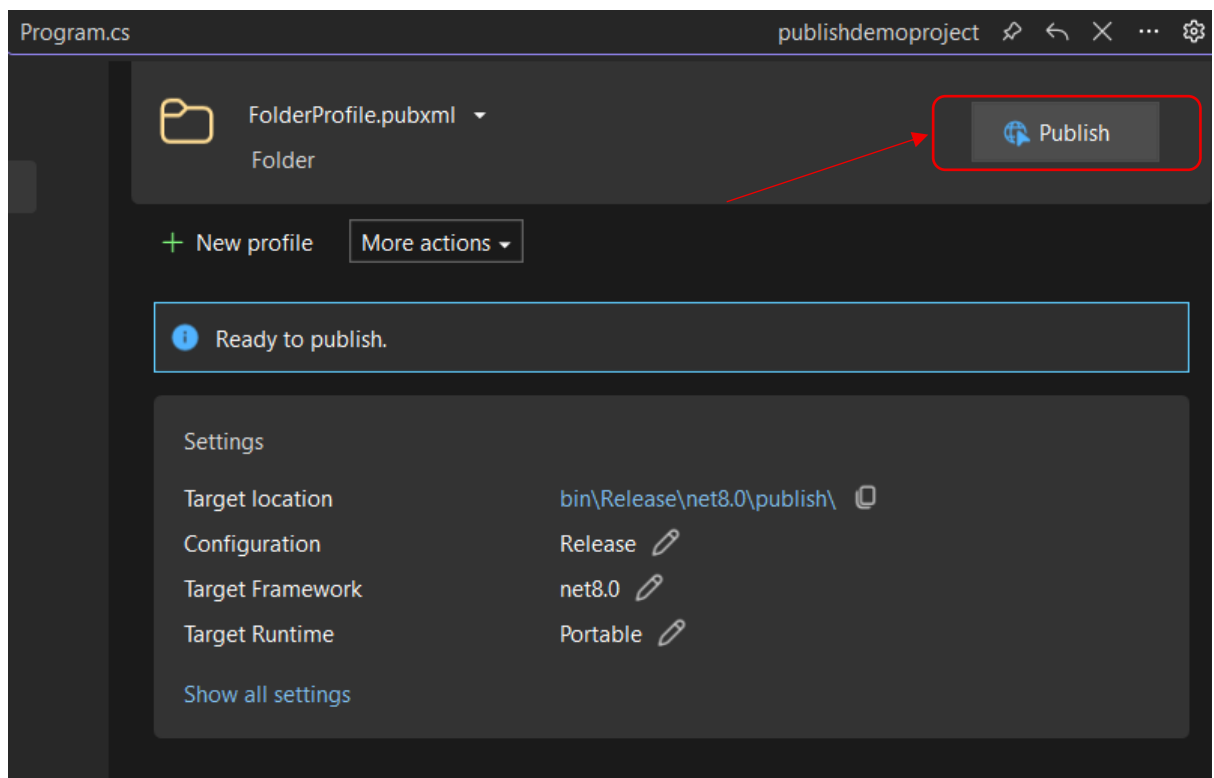 Program.cs publishdemoproject
FolderProfile.pubxml
Folder
Publish
New profile More actions
Ready to publish.
Settings
Target location bin\Release\net8.0\publish\
Configuration Release
Target Framework net8.0
Target Runtime Portable
Show all settings